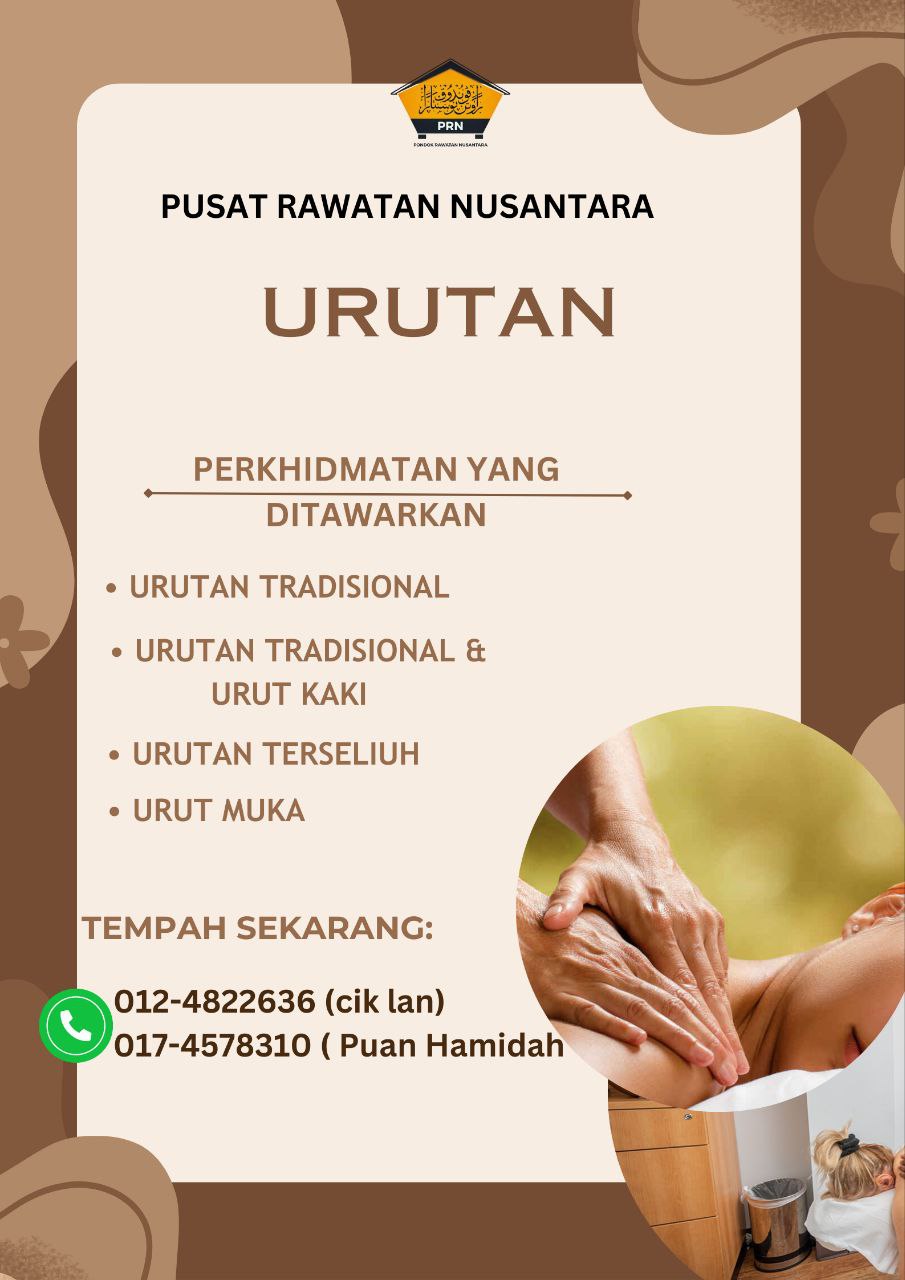 PRN
PONDOK RAWATAN NUSANTARA
PUSAT RAWATAN NUSANTARA
URUTAN
PERKHIDMATAN YANG
DITAWARKAN
• URUTAN TRADISIONAL
• URUTAN TRADISIONAL &
URUT KAKI
• URUTAN TERSELIUH
• URUT MUKA
TEMPAH SEKARANG:
012-4822636 (cik lan)
017-4578310 ( Puan Hamidah